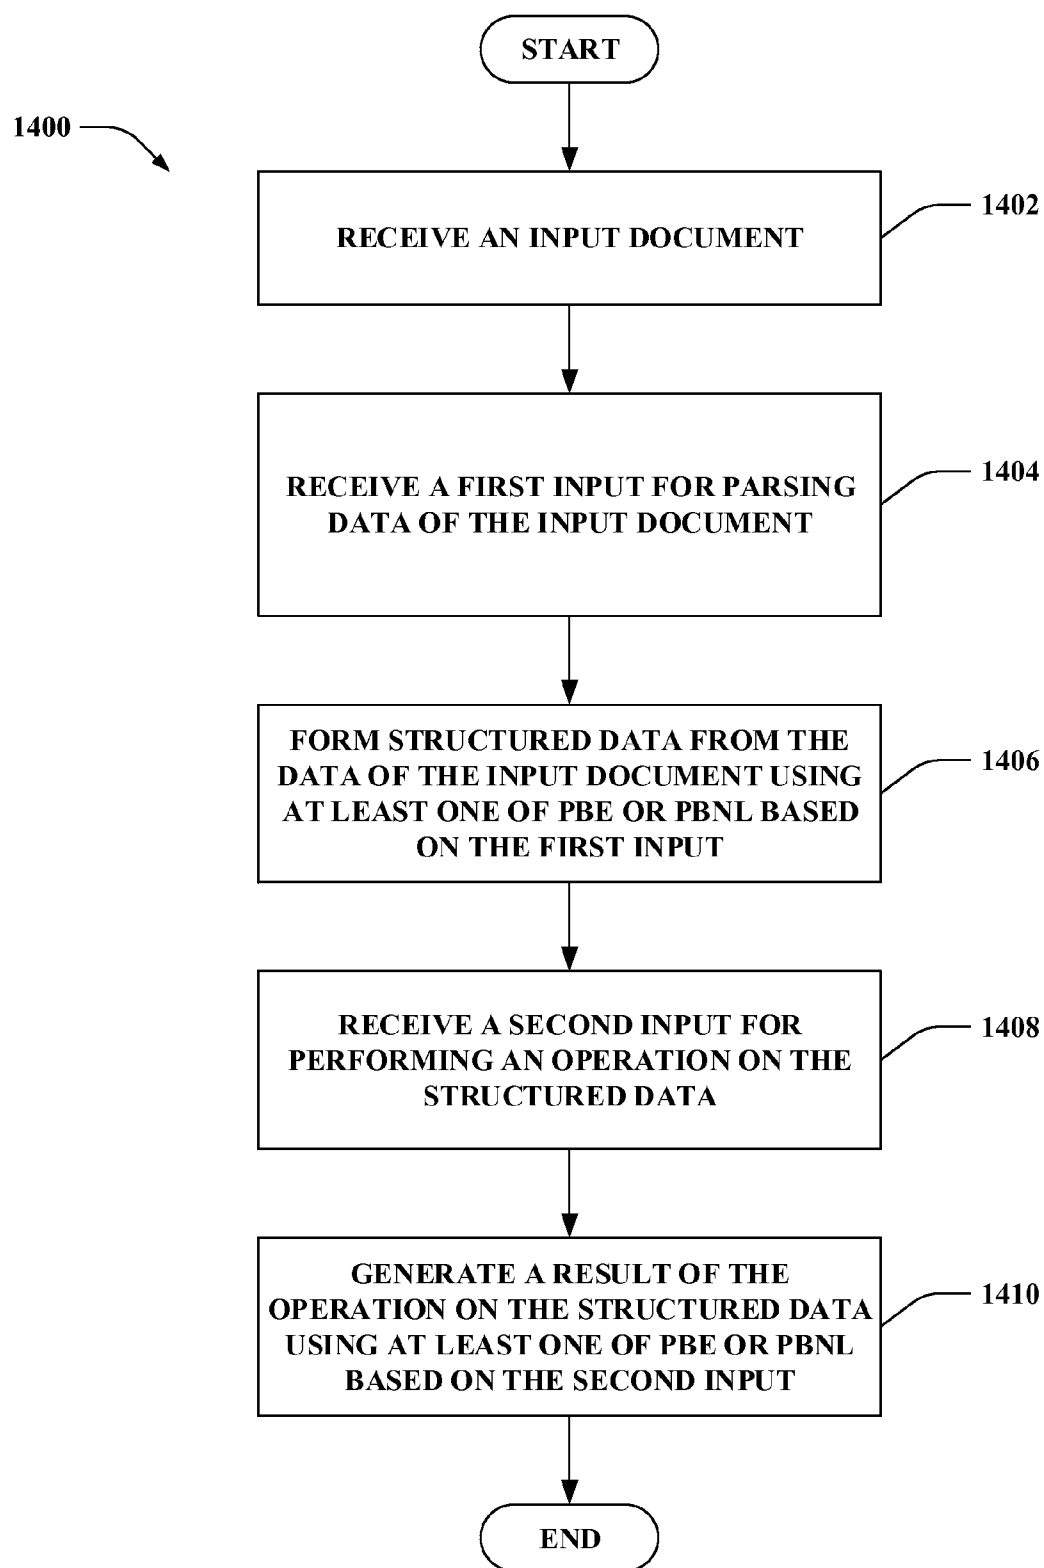 START
1400
RECEIVE AN INPUT DOCUMENT
1402
RECEIVE A FIRST INPUT FOR PARSING
DATA OF THE INPUT DOCUMENT
1404
FORM STRUCTURED DATA FROM THE
DATA OF THE INPUT DOCUMENT USING
AT LEAST ONE OF PBE OR PBNL BASED
ON THE FIRST INPUT
1406
RECEIVE A SECOND INPUT FOR
PERFORMING AN OPERATION ON THE
STRUCTURED DATA
1408
GENERATE A RESULT OF THE
OPERATION ON THE STRUCTURED DATA
USING AT LEAST ONE OF PBE OR PBNL
BASED ON THE SECOND INPUT
1410
END